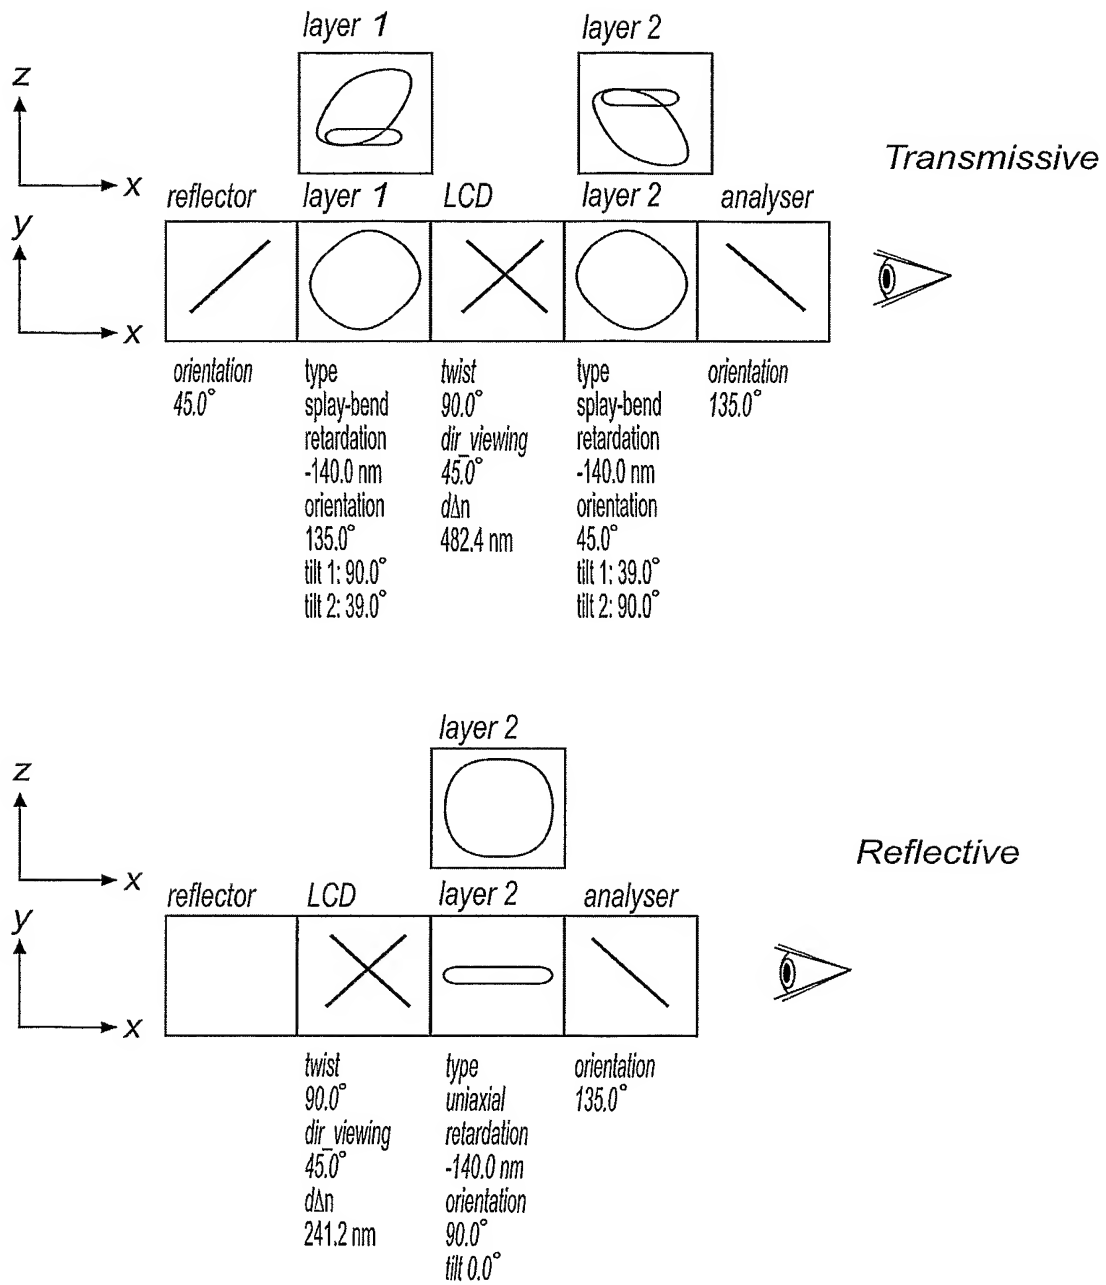 layer 1
layer 2
z
x
Transmissive
reflector
layer 1
LCD
layer 2
analyser
y
x
orientation
45.0°
type
splay-bend
retardation
-140.0 nm
orientation
135.0°
tilt 1: 90.0°
tilt 2: 39.0°
twist
90.0°
dir_viewing
45.0°
d∆n
482.4 nm
type
splay-bend
retardation
-140.0 nm
orientation
45.0°
tilt 1: 39.0°
tilt 2: 90.0°
orientation
135.0°
layer 2
z
x
Reflective
reflector
LCD
layer 2
analyser
y
x
twist
90.0°
dir_viewing
45.0°
d∆n
241.2 nm
type
uniaxial
retardation
-140.0 nm
orientation
90.0°
tilt 0.0°
orientation
135.0°